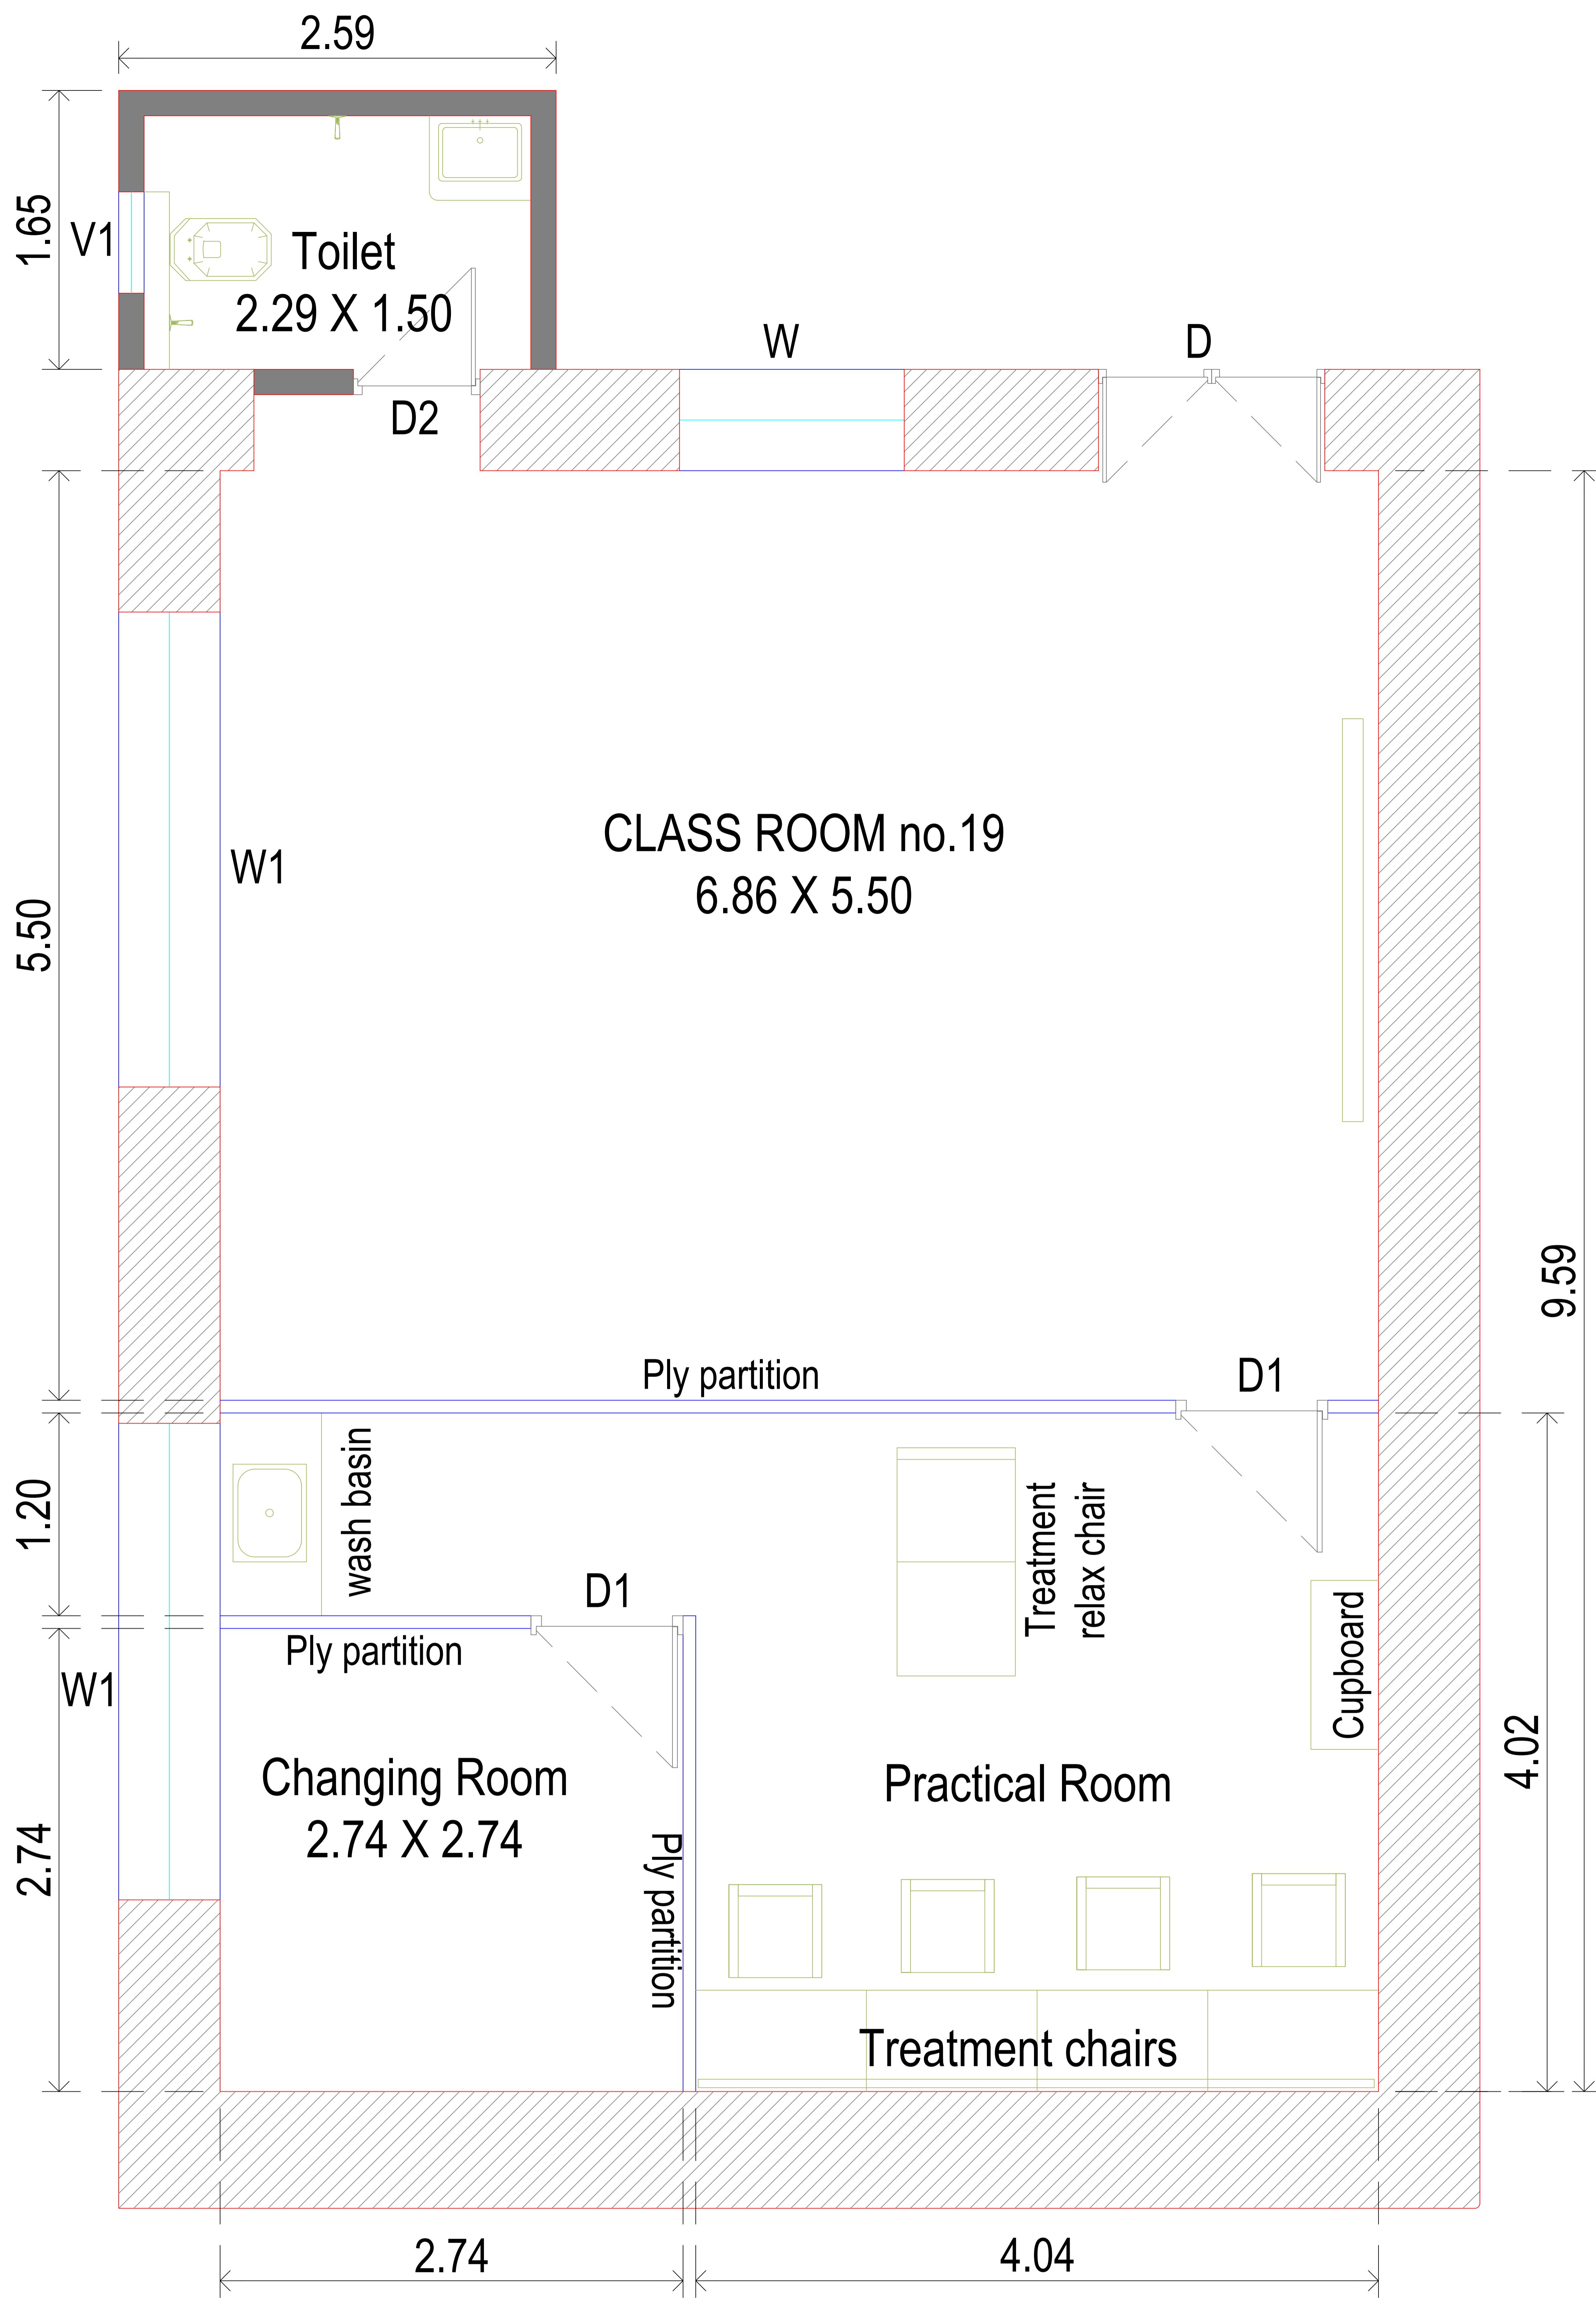 2.59
1.65
V1
Toilet
2.29 X 1.50
W
D
D2
CLASS ROOM no.19
6.86 X 5.50
W1
5.50
9.59
Ply partition
D1
1.20
wash basin
Treatment
relax chair
D1
Ply partition
Cupboard
W1
4.02
Changing Room
2.74 X 2.74
Practical Room
2.74
Ply partition
Treatment chairs
2.74
4.04